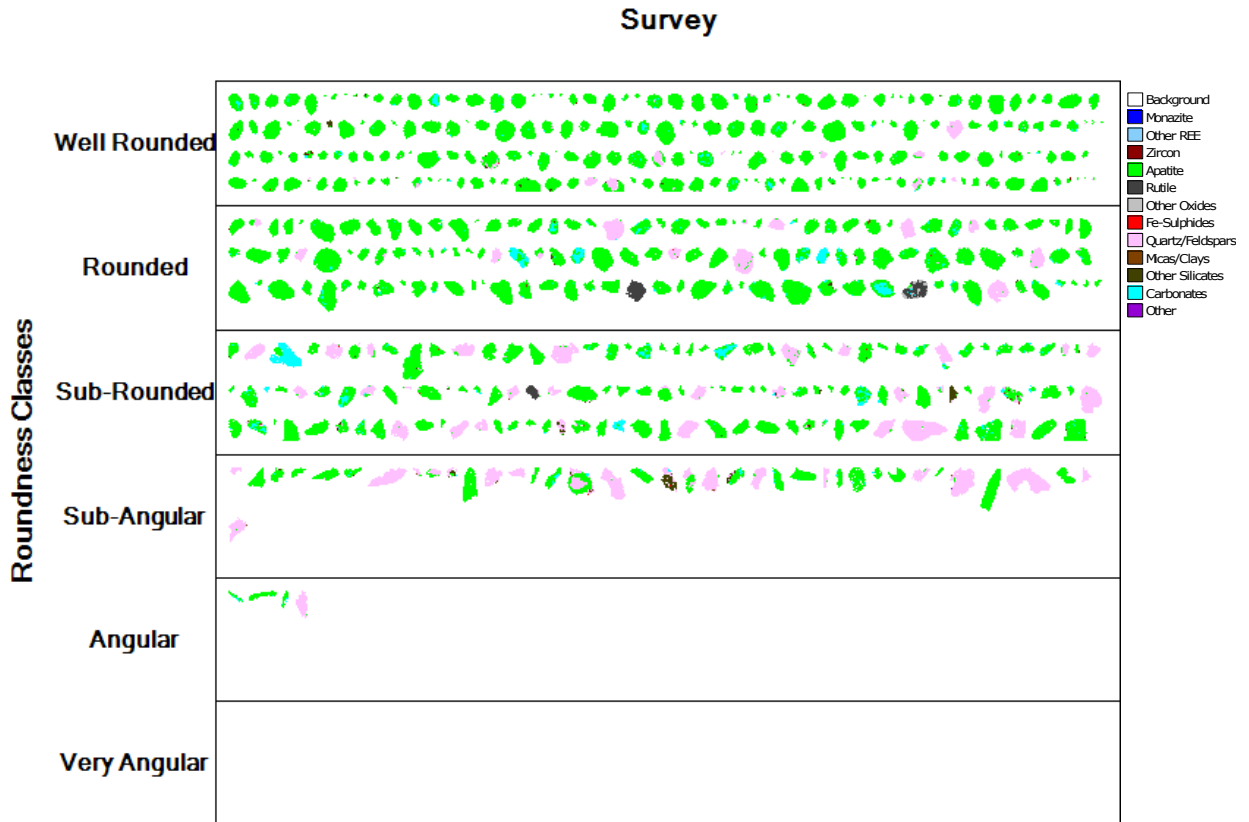 Survey
Well Rounded
Rounded
Sub-Rounded
Sub-Angular
Angular
Very Angular
Roundness Classes
Background
Monazite
Other REE
Zircon
Apatite
Rutile
Other Oxides
Fe-Sulphides
Quartz/Feldspars
Micas/Clays
Other Silicates
Carbonates
Other